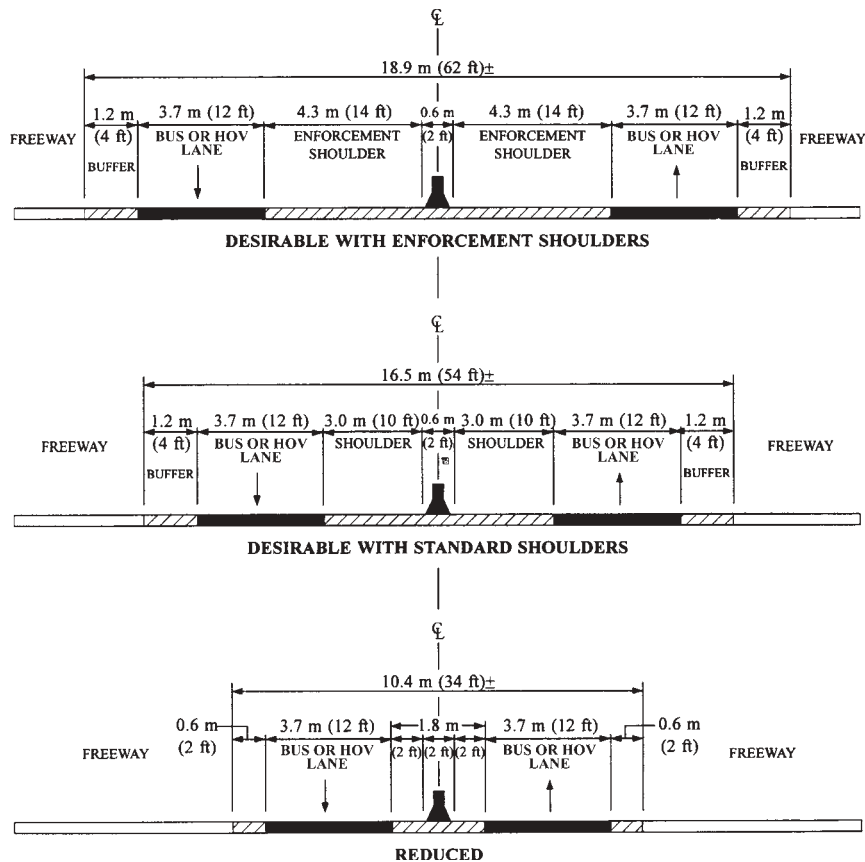 ℄
18.9 m (62 ft)±
1.2 m 3.7 m (12 ft) 4.3 m (14 ft) 0.6 m 4.3 m (14 ft) 3.7 m (12 ft) 1.2 m
FREEWAY (4 ft) BUS OR HOV ENFORCEMENT (2 ft) ENFORCEMENT BUS OR HOV (4 ft) FREEWAY
BUFFER LANE SHOULDER SHOULDER LANE BUFFER
DESIRABLE WITH ENFORCEMENT SHOULDERS
℄
16.5 m (54 ft)±
1.2 m 3.7 m (12 ft) 3.0 m (10 ft) 0.6 m 3.0 m (10 ft) 3.7 m (12 ft) 1.2 m
FREEWAY (4 ft) BUS OR HOV SHOULDER (2 ft) SHOULDER BUS OR HOV (4 ft) FREEWAY
BUFFER LANE LANE BUFFER
DESIRABLE WITH STANDARD SHOULDERS
℄
10.4 m (34 ft)±
0.6 m 3.7 m (12 ft) 1.8 m 3.7 m (12 ft) 0.6 m
FREEWAY (2 ft) BUS OR HOV (2 ft) (2 ft) (2 ft) BUS OR HOV (2 ft) FREEWAY
LANE LANE
REDUCED